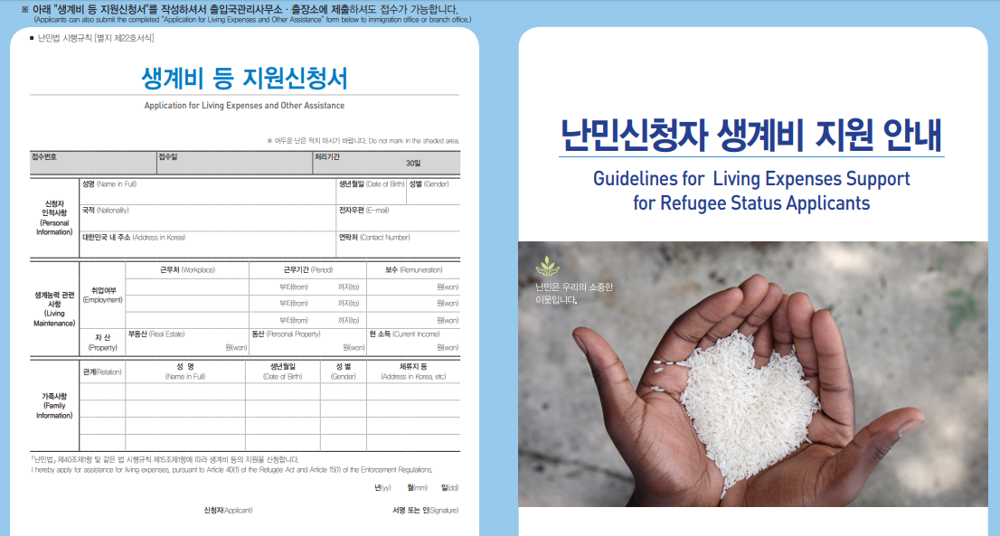 ※ 아래 "생계비 등 지원신청서"를 작성하셔서 출입국관리사무소 · 출장소에 제출하셔도 접수가 가능합니다.
(Applicants can also submit the completed "Application for Living Expenses and Other Assistance" form below to immigration office or branch office.)
■ 난민법 시행규칙 [별지 제22호서식]
생계비 등 지원신청서
Application for Living Expenses and Other Assistance
※ 어두운 난은 적지 마시기 바랍니다. Do not mark in the shaded area.
접수번호 접수일 처리기간
30일
신청자
인적사항
(Personal
Information)
성명 (Name in Full) 생년월일 (Date of Birth) 성별 (Gender)
국적 (Nationality) 전자우편 (E-mail)
대한민국 내 주소 (Address in Korea) 연락처 (Contact Number)
생계능력 관련
사항
(Living
Maintenance)
취업여부
(Employment)
근무처 (Workplace) 근무기간 (Period) 보수 (Remuneration)
부터(from) 까지(to) 원(won)
부터(from) 까지(to) 원(won)
부터(from) 까지(to) 원(won)
자 산
(Property)
부동산 (Real Estate) 동산 (Personal Property) 현 소득 (Current Income)
원(won) 원(won) 원(won)
가족사항
(Family
Information)
관계(Relation)
성 명
(Name in Full)
생년월일
(Date of Birth)
성 별
(Gender)
체류지 등
(Address in Korea, etc)
「난민법」 제40조제1항 및 같은 법 시행규칙 제15조제1항에 따라 생계비 등의 지원을 신청합니다.
I hereby apply for assistance for living expenses, pursuant to Article 40(1) of the Refugee Act and Article 15(1) of the Enforcement Regulations.
년(yy) 월(mm) 일(dd)
신청자(Applicant) 서명 또는 인(Signature)
난민신청자 생계비 지원 안내
Guidelines for Living Expenses Support
for Refugee Status Applicants
난민은 우리의 소중한
이웃입니다.